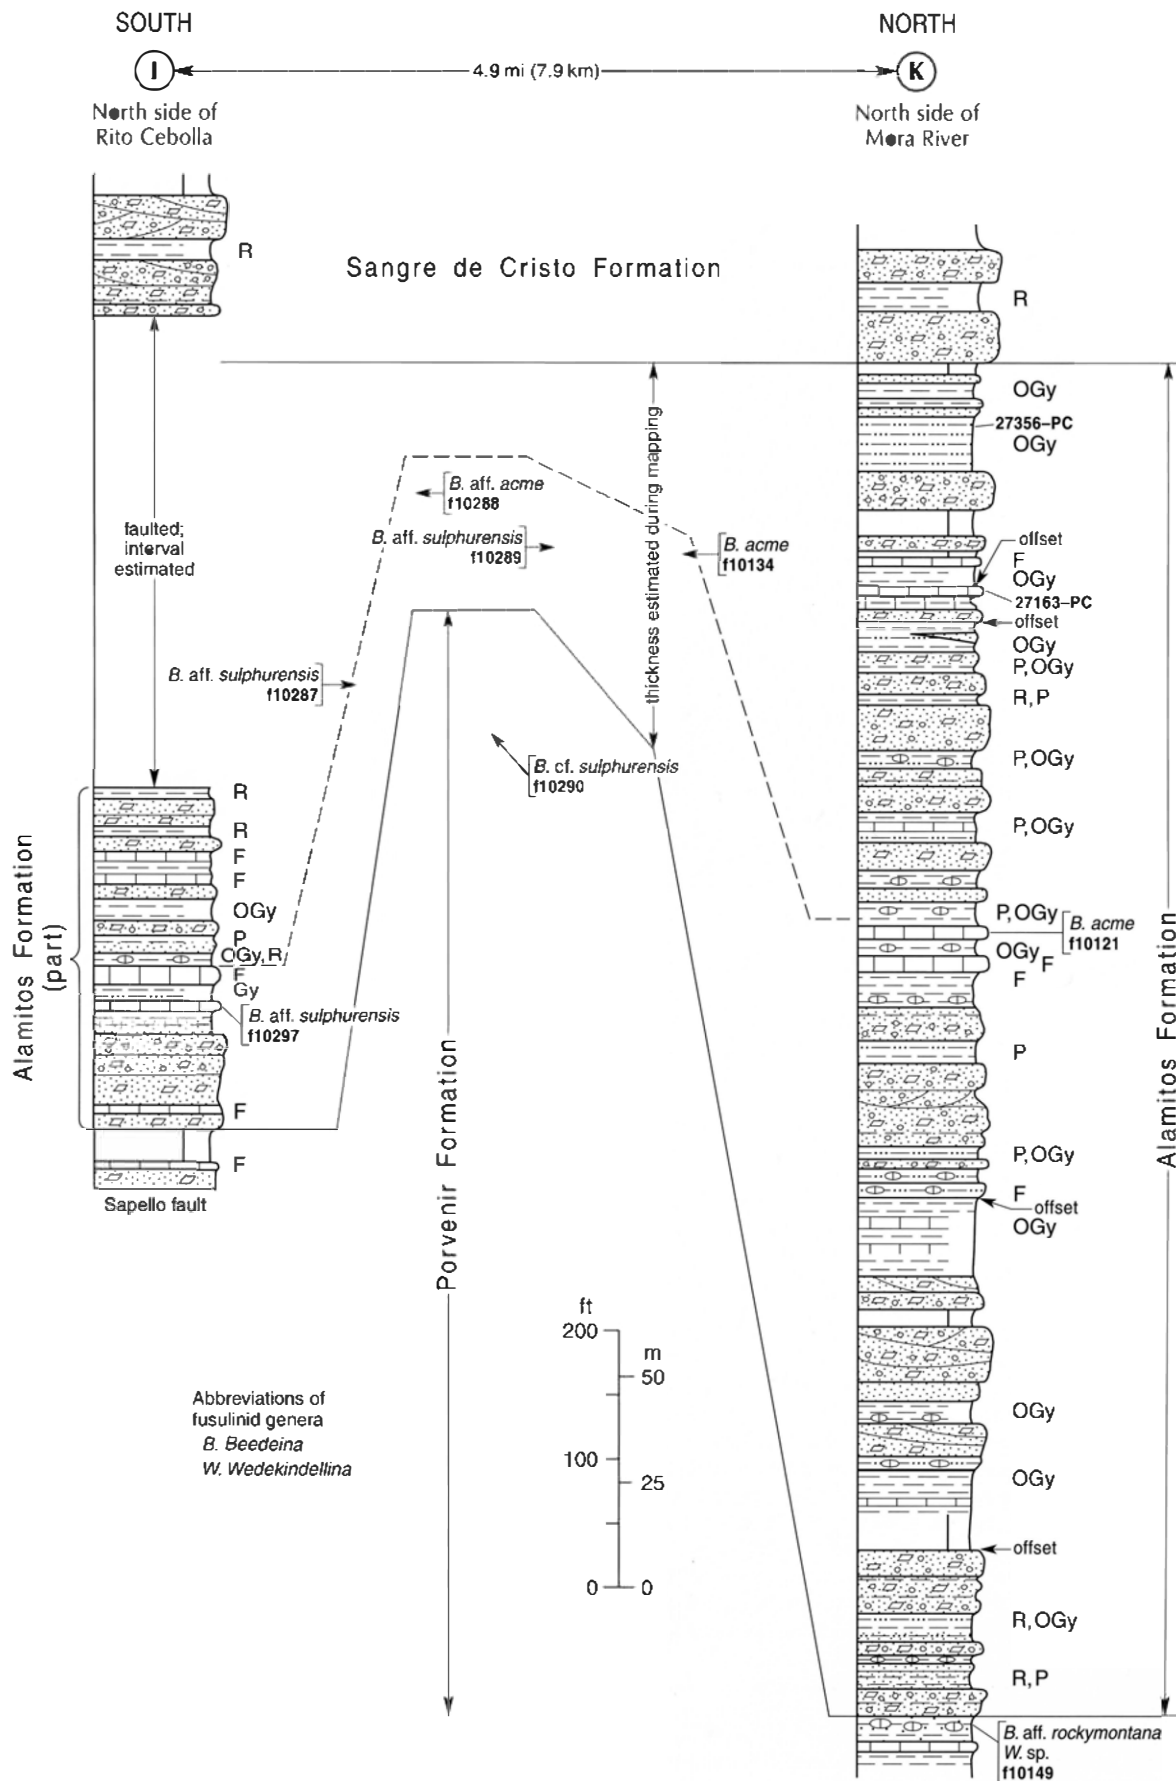 SOUTH
NORTH
J
4.9 mi (7.9 km)
K
North side of
Rito Cebolla
North side of
Mora River
R
Sangre de Cristo Formation
R
OGy
27356–PC
OGy
thickness estimated during mapping
B. aff. acme
f10288
B. aff. sulphurensis
f10289
B. acme
f10134
faulted;
interval
estimated
offset
F
OGy
27163–PC
offset
OGy
P, OGy
R, P
B. aff. sulphurensis
f10287
B. cf. sulphurensis
f10290
P, OGy
P, OGy
Alamitos Formation
(part)
R
R
F
F
OGy
P
OGy, R
F
Gy
B. aff. sulphurensis
f10297
F
F
Sapello fault
P, OGy
B. acme
f10121
OGy
F
F
P
P, OGy
F
offset
OGy
Alamitos Formation
Porvenir Formation
ft
200
m
50
100
25
0
0
Abbreviations of
fusulinid genera
B. Beedeina
W. Wedekindellina
OGy
OGy
offset
R, OGy
R, P
B. aff. rockymontana
W. sp.
f10149